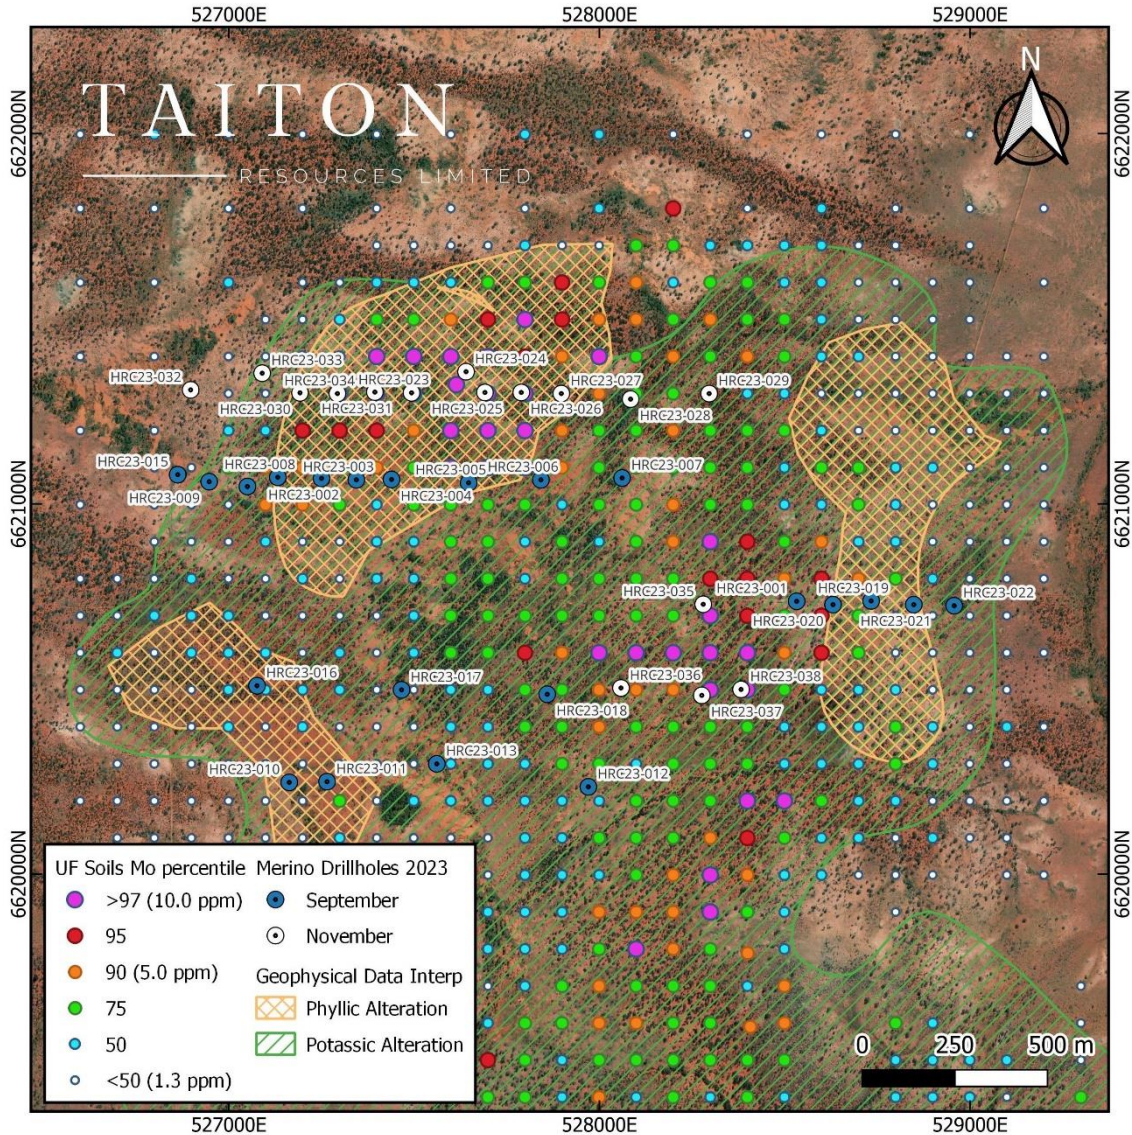 527000E
528000E
529000E
N
TAITON
RESOURCES LIMITED
6622000N
6622000N
HRC23-033
HRC23-024
HRC23-032
HRC23-034
HRC23-023
HRC23-027
HRC23-029
HRC23-030
HRC23-031
HRC23-025
HRC23-026
HRC23-028
HRC23-015
HRC23-008
HRC23-003
HRC23-005
HRC23-006
HRC23-007
HRC23-009
HRC23-002
HRC23-004
6621000N
6621000N
HRC23-035
HRC23-001
HRC23-019
HRC23-022
HRC23-020
HRC23-021
HRC23-016
HRC23-017
HRC23-036
HRC23-038
HRC23-018
HRC23-037
HRC23-013
HRC23-010
HRC23-011
HRC23-012
6620000N
6620000N
UF Soils Mo percentile
>97 (10.0 ppm)
95
90 (5.0 ppm)
75
50
<50 (1.3 ppm)
Merino Drillholes 2023
September
November
Geophysical Data Interp
Phyllic Alteration
Potassic Alteration
0 250 500 m
527000E
528000E
529000E